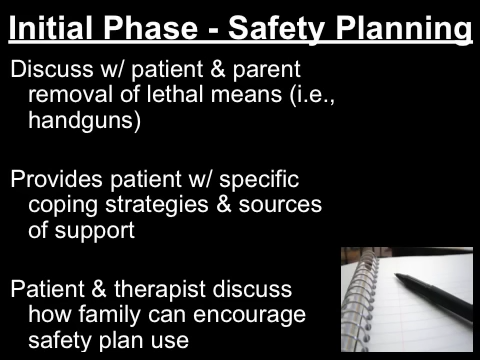 Initial Phase - Safety Planning
Discuss w/ patient & parent
removal of lethal means (i.e.,
handguns)
Provides patient w/ specific
coping strategies & sources
of support
Patient & therapist discuss
how family can encourage
safety plan use